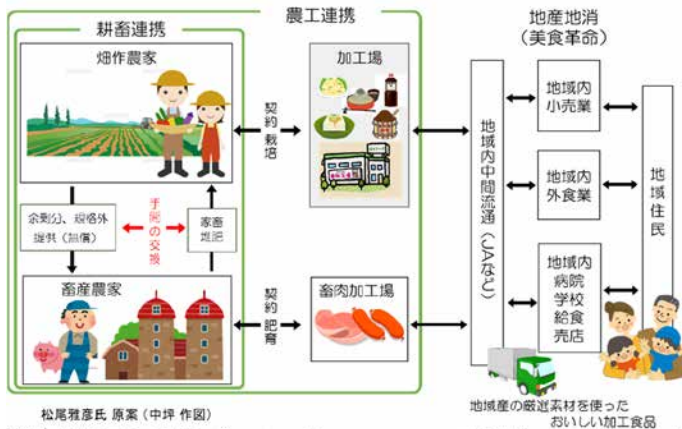 農工連携
耕畜連携
畑作農家
契約栽培
加工場
余剰分、規格外
提供（無償）
手間の交換
家畜
堆肥
畜産農家
契約肥育
畜肉加工場
地産地消
（美食革命）
地域内中間流通（JAなど）
地域内
小売業
地域内
外食業
地域内
病院
学校
給食
売店
地域住民
地域産の厳選素材を使った
おいしい加工食品
松尾雅彦氏 原案（中坪 作図）